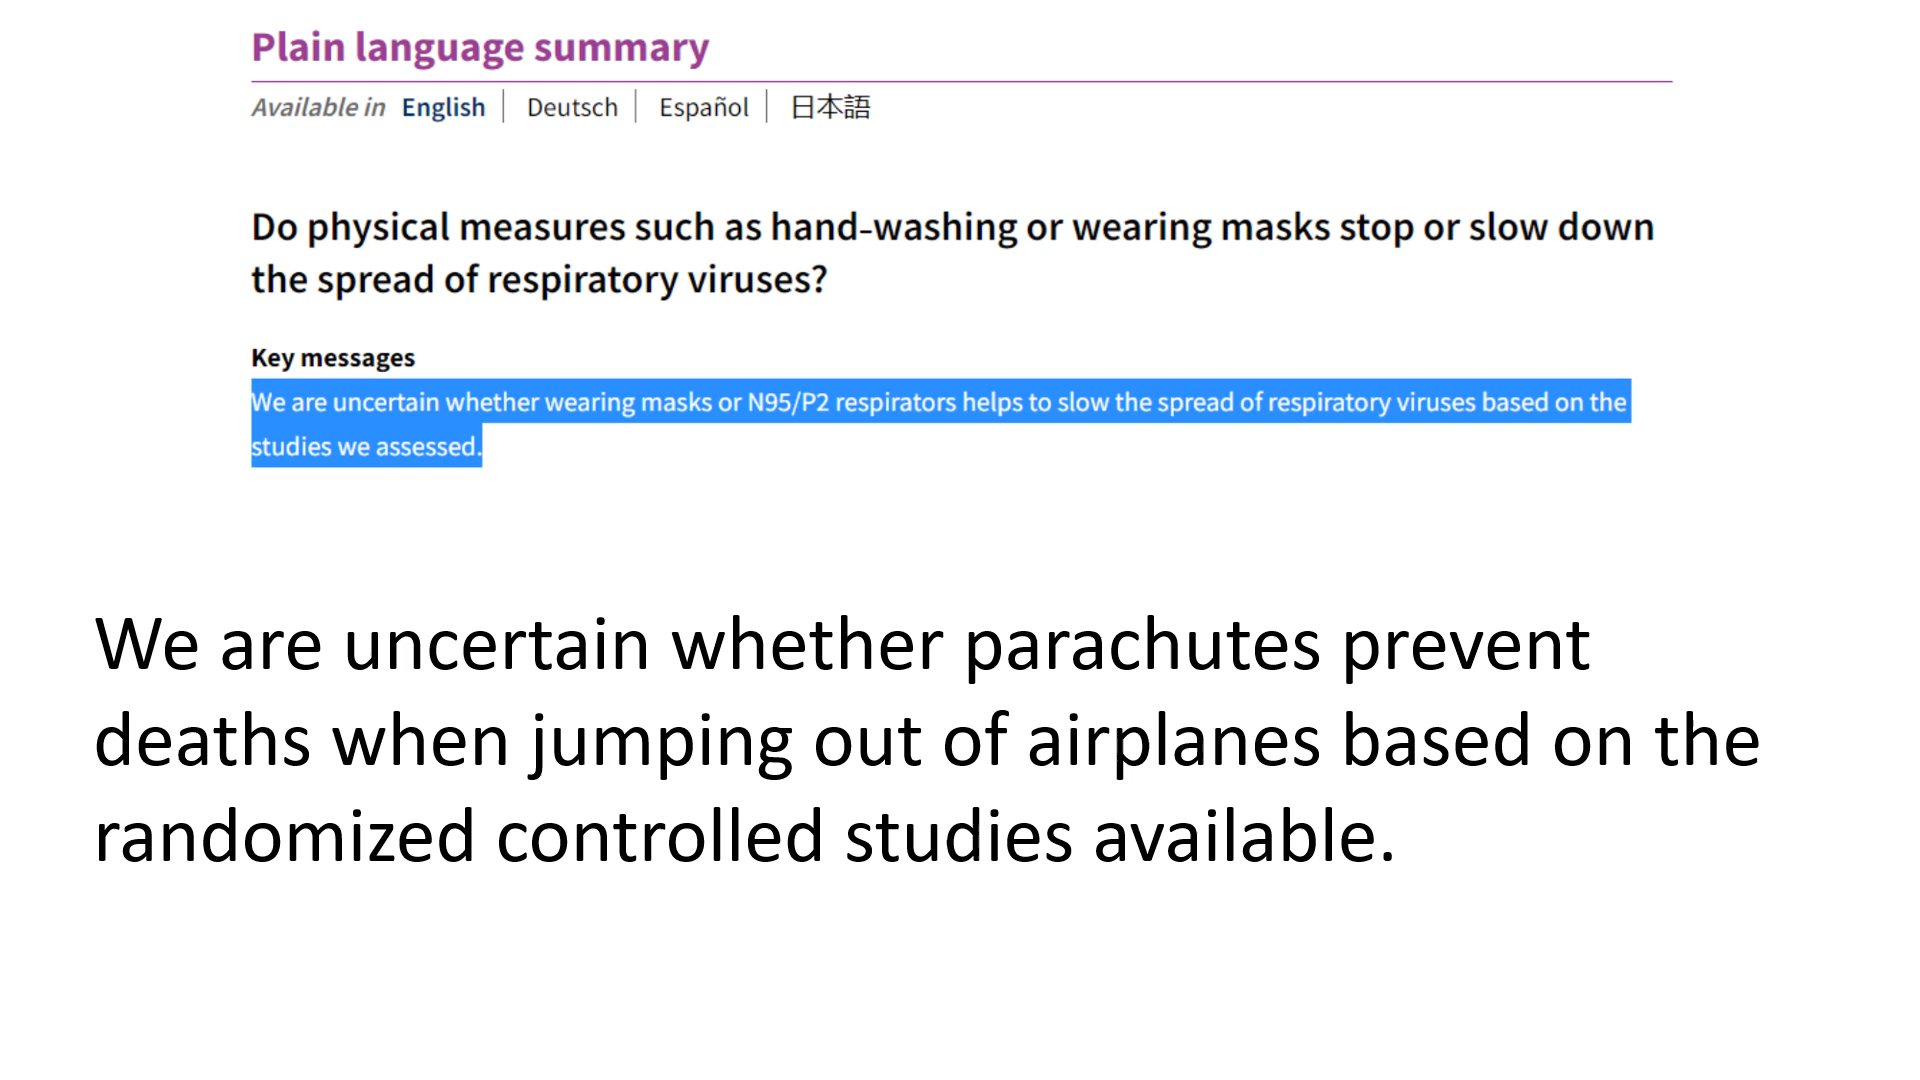 Plain language summary
Available in English Deutsch Español 日本語
Do physical measures such as hand-washing or wearing masks stop or slow down
the spread of respiratory viruses?
Key messages
We are uncertain whether wearing masks or N95/P2 respirators helps to slow the spread of respiratory viruses based on the
studies we assessed.
We are uncertain whether parachutes prevent
deaths when jumping out of airplanes based on the
randomized controlled studies available.